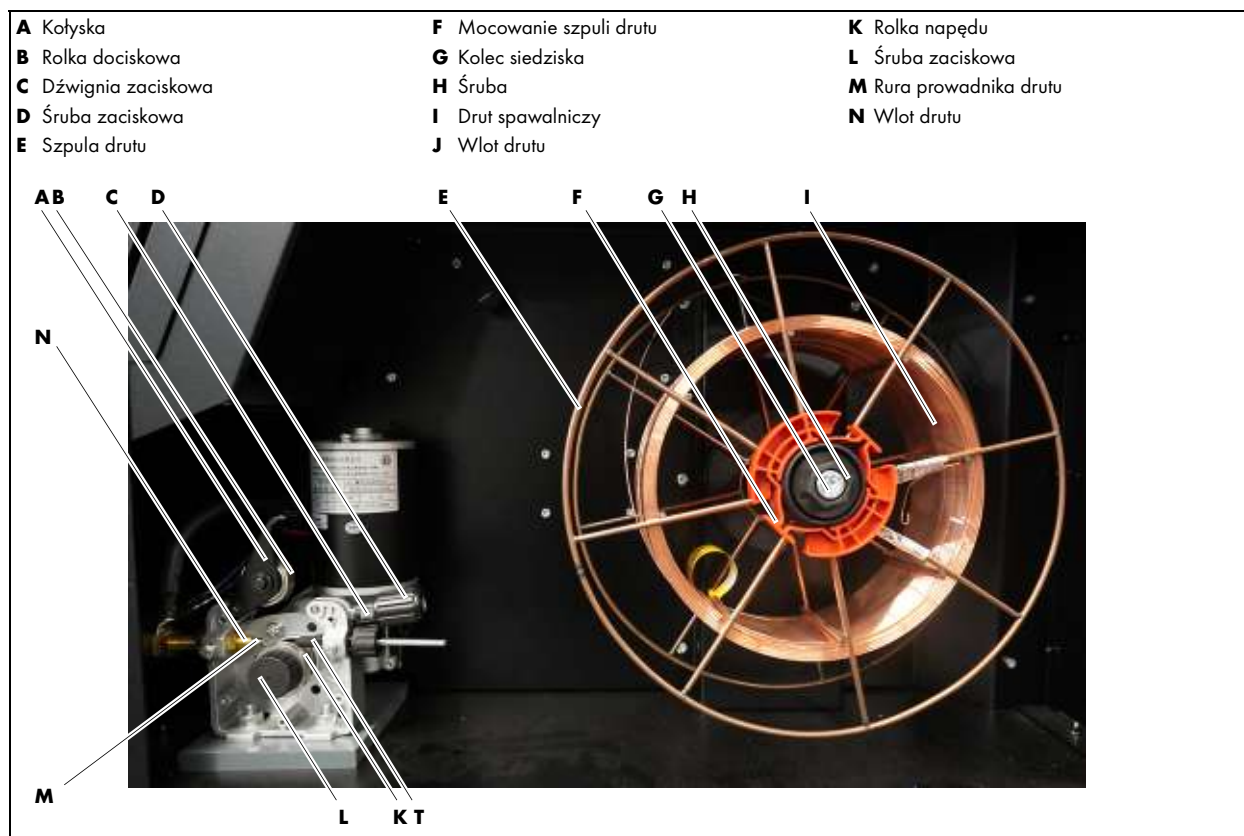 A Kołyska
B Rolka dociskowa
C Dźwignia zaciskowa
D Śruba zaciskowa
E Szpula drutu
F Mocowanie szpuli drutu
G Kolec siedziska
H Śruba
I Drut spawalniczy
J Wlot drutu
K Rolka napędu
L Śruba zaciskowa
M Rura prowadnika drutu
N Wlot drutu
A B C D E F G H I
N
M
L K T